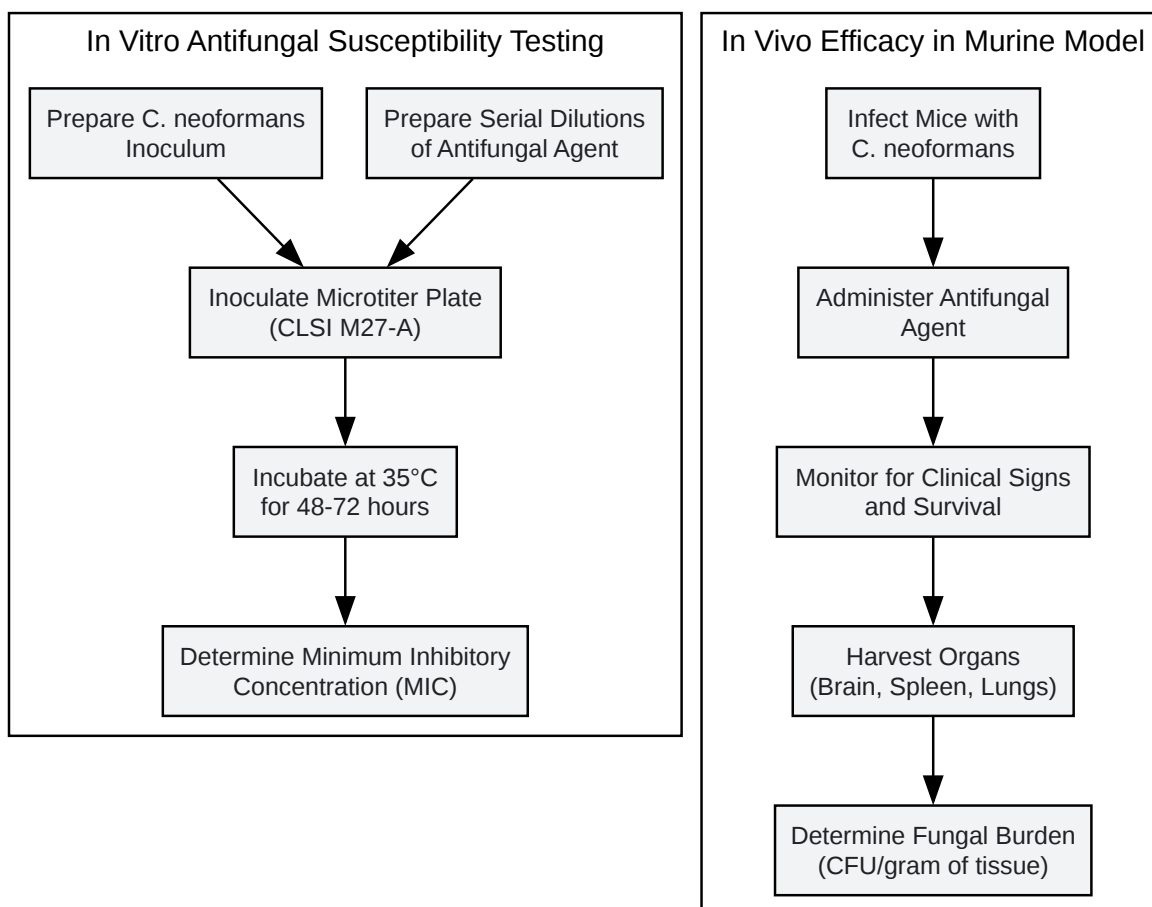 In Vitro Antifungal Susceptibility Testing
Prepare C. neoformans
Inoculum
Prepare Serial Dilutions
of Antifungal Agent
Inoculate Microtiter Plate
(CLSI M27-A)
Incubate at 35°C
for 48-72 hours
Determine Minimum Inhibitory
Concentration (MIC)
In Vivo Efficacy in Murine Model
Infect Mice with
C. neoformans
Administer Antifungal
Agent
Monitor for Clinical Signs
and Survival
Harvest Organs
(Brain, Spleen, Lungs)
Determine Fungal Burden
(CFU/gram of tissue)